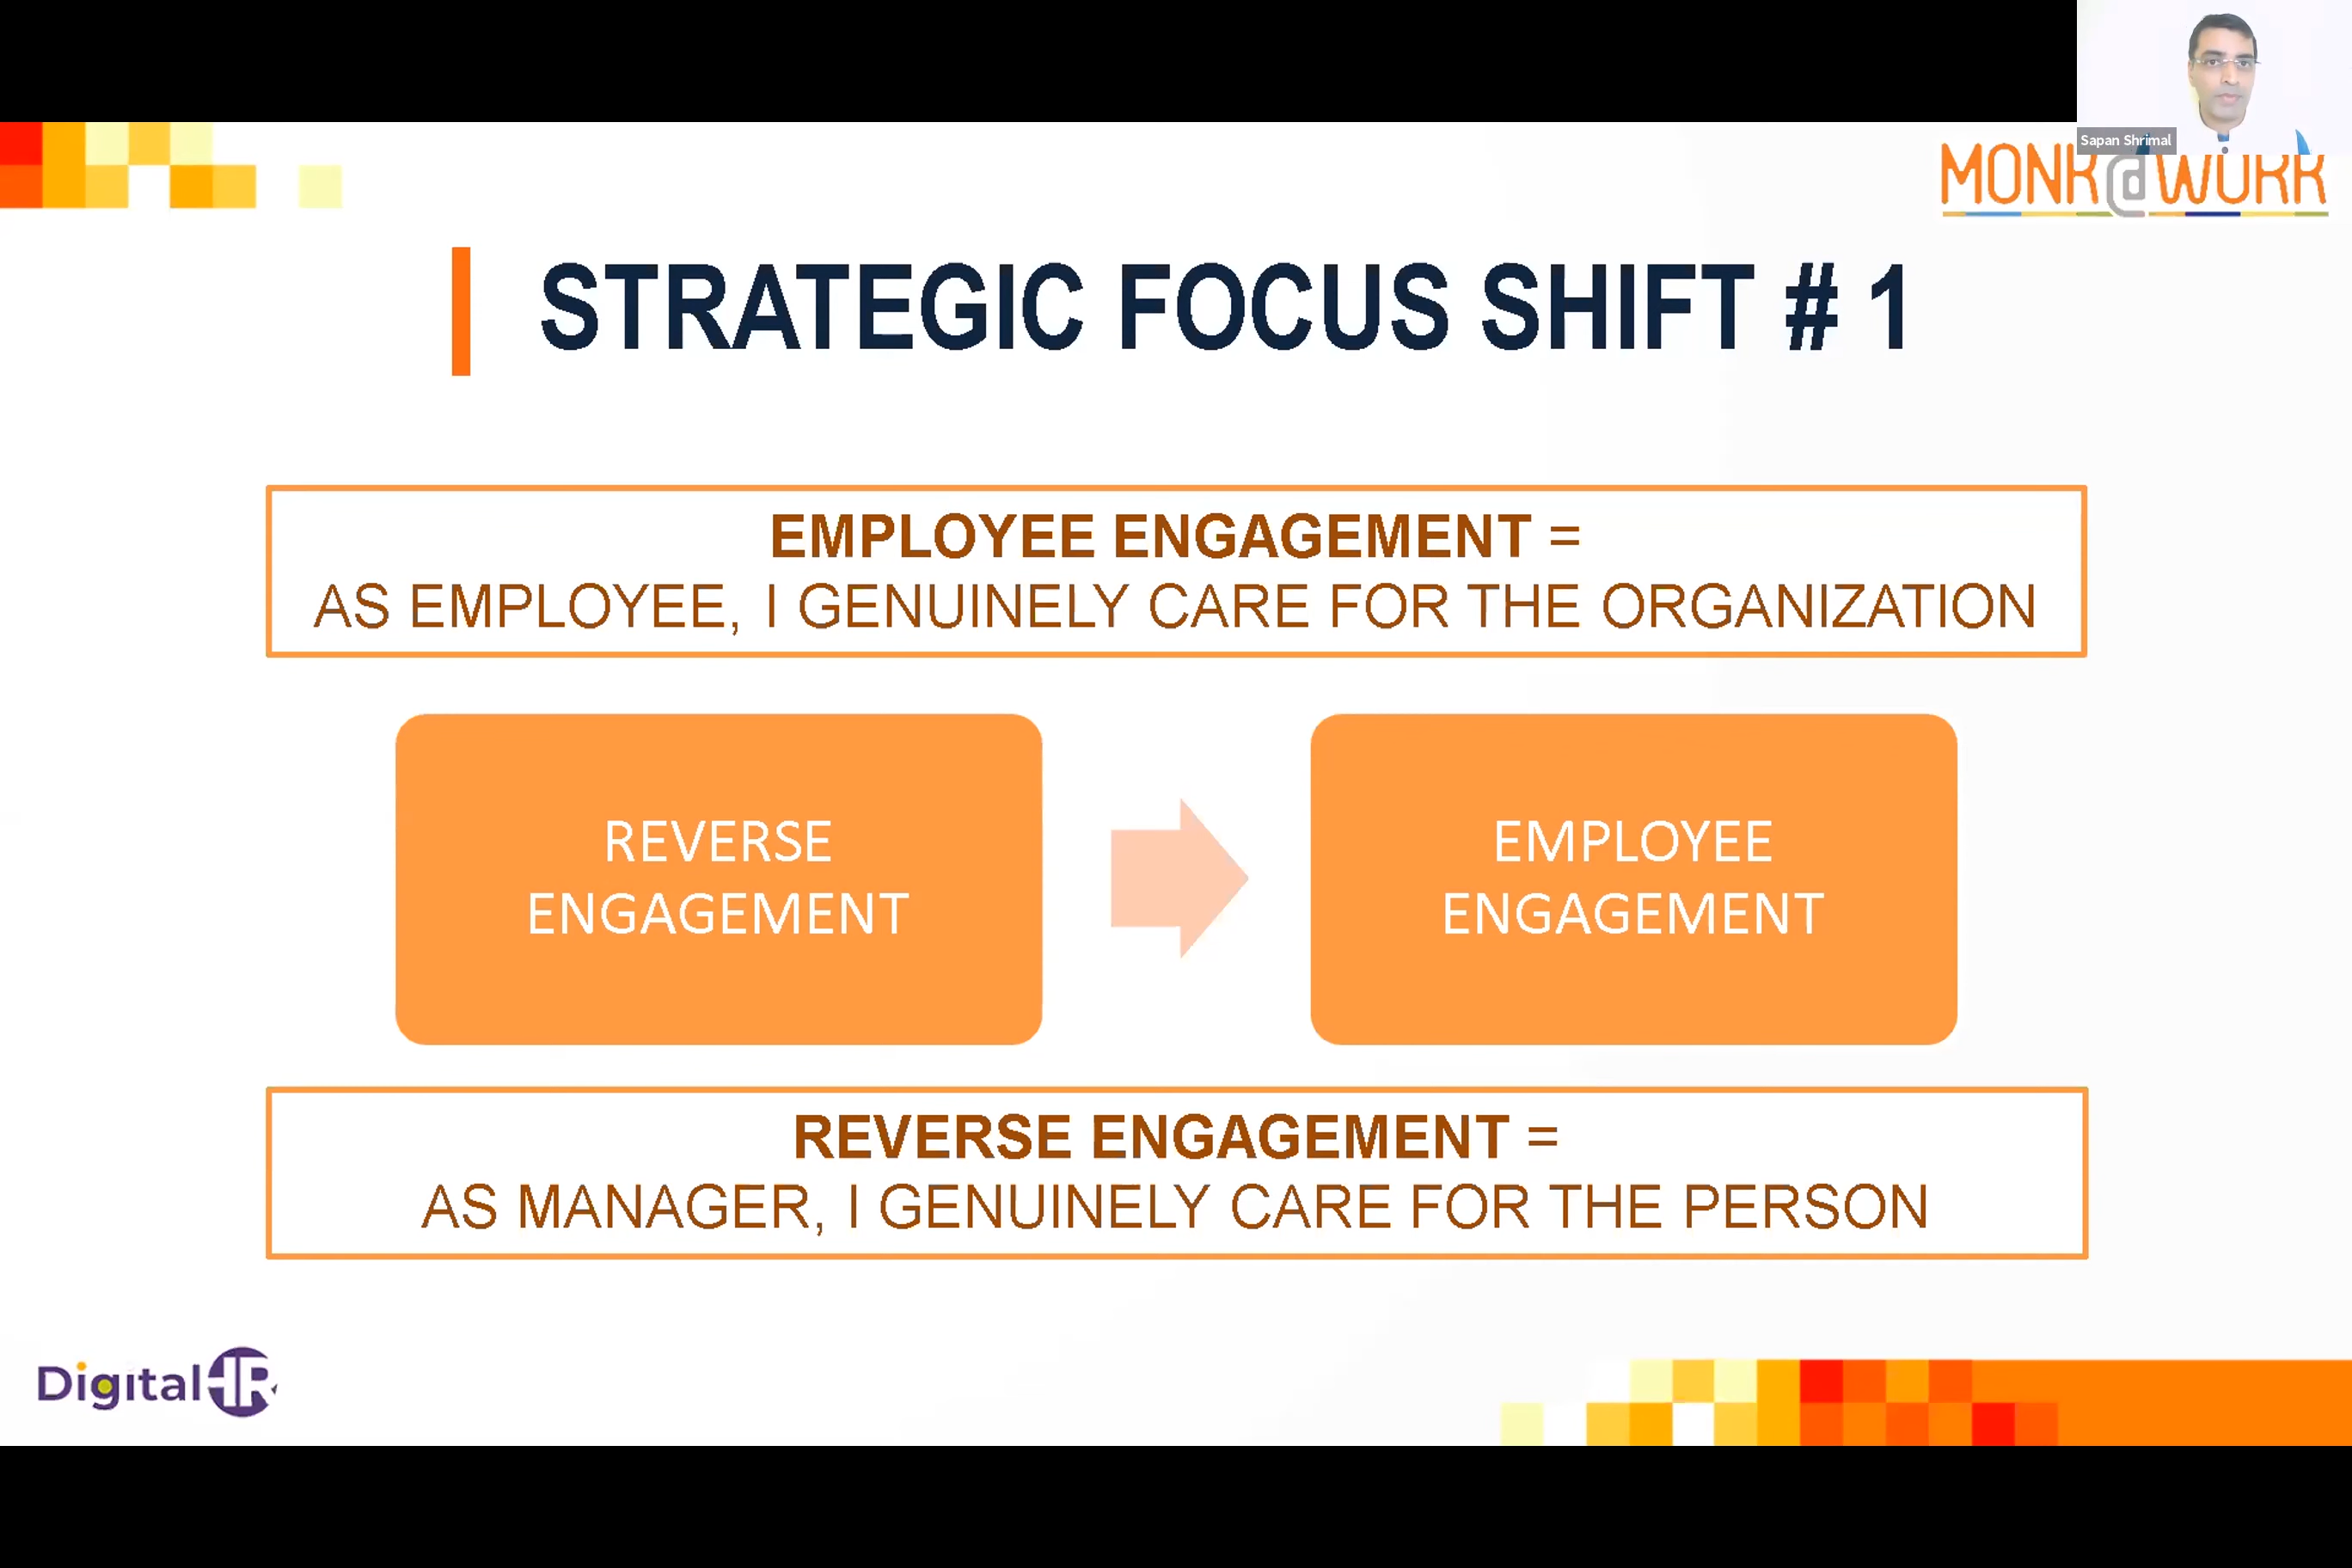 Sapan Shrimal
MONK@WORK
STRATEGIC FOCUS SHIFT # 1
EMPLOYEE ENGAGEMENT =
AS EMPLOYEE, I GENUINELY CARE FOR THE ORGANIZATION
REVERSE
ENGAGEMENT
EMPLOYEE
ENGAGEMENT
REVERSE ENGAGEMENT =
AS MANAGER, I GENUINELY CARE FOR THE PERSON
DigitalHR